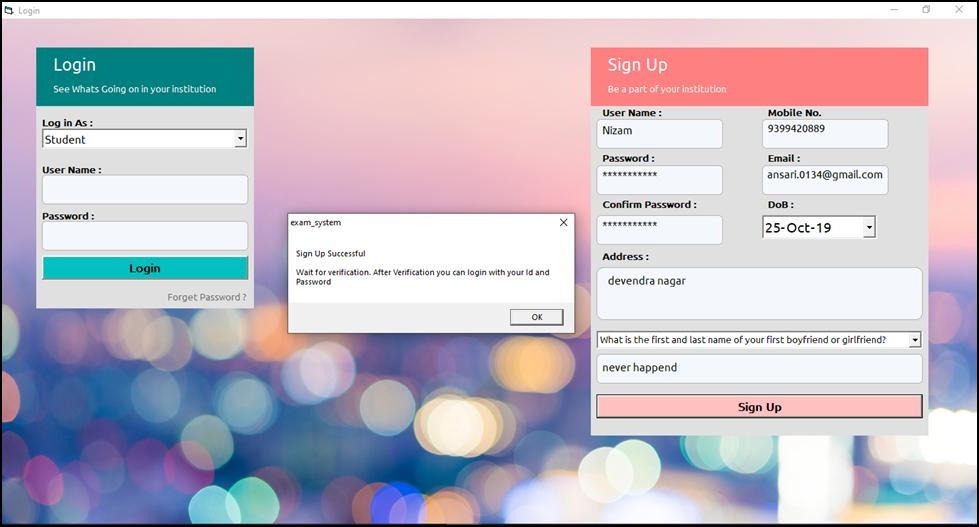 Login
Login
See Whats Going on in your institution
Log in As :
Student
User Name :
Password :
Login
Forget Password ?
exam_system
Sign Up Successful
Wait for verification. After Verification you can login with your Id and
Password
OK
Sign Up
Be a part of your institution
User Name :
Mobile No.
Nizam
9399420889
Password :
Email :
***********
ansari.0134@gmail.com
Confirm Password :
DoB :
***********
25-Oct-19
Address :
devendra nagar
What is the first and last name of your first boyfriend or girlfriend?
never happend
Sign Up